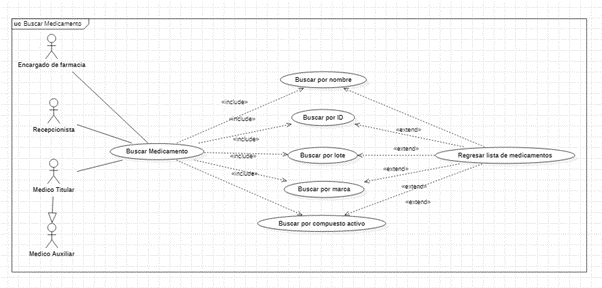 uc Buscar Medicamento
Encargado de farmacia
Buscar por nombre
<include>
<include>
Buscar por ID
Recepcionista
<extend>
<include>
Buscar Medicamento
Buscar por lote
<extend>
Regresar lista de medicamentos
<include>
<extend>
Medico Titular
<include>
Buscar por marca
<extend>
<extend>
Buscar por compuesto activo
Medico Auxiliar